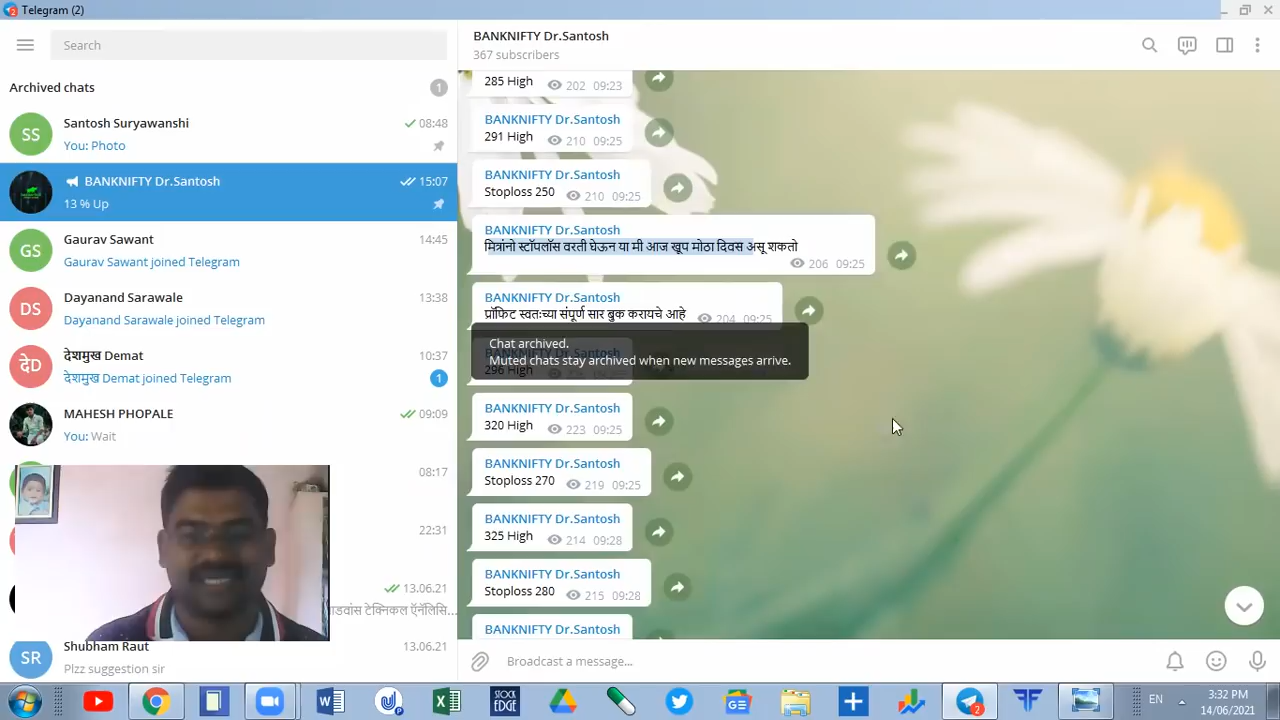 Telegram (2)
Search
Archived chats
1
SS
Santosh Suryawanshi
08:48
You: Photo
BANKNIFTY Dr.Santosh
15:07
13 % Up
GS
Gaurav Sawant
14:45
Gaurav Sawant joined Telegram
DS
Dayanand Sarawale
13:38
Dayanand Sarawale joined Telegram
देD
देशमुख Demat
10:37
देशमुख Demat joined Telegram
1
MAHESH PHOPALE
09:09
You: Wait
08:17
22:31
13.06.21
SR
Shubham Raut
13.06.21
Plzz suggestion sir
BANKNIFTY Dr.Santosh
367 subscribers
285 High 202 09:23
BANKNIFTY Dr.Santosh
291 High 210 09:25
BANKNIFTY Dr.Santosh
Stoploss 250 210 09:25
BANKNIFTY Dr.Santosh
मित्रांनो स्टॉपलॉस वरती घेऊन या मी आज खूप मोठा दिवस असू शकतो
206 09:25
BANKNIFTY Dr.Santosh
प्रॉफिट स्वतःच्या संपूर्ण सार बुक करायचे आहे 204 09:25
Chat archived.
Muted chats stay archived when new messages arrive.
296 High
BANKNIFTY Dr.Santosh
320 High 223 09:25
BANKNIFTY Dr.Santosh
Stoploss 270 219 09:25
BANKNIFTY Dr.Santosh
325 High 214 09:28
BANKNIFTY Dr.Santosh
Stoploss 280 215 09:28
BANKNIFTY Dr.Santosh
Broadcast a message...
STOCK
EDGE
2
EN
3:32 PM
14/06/2021